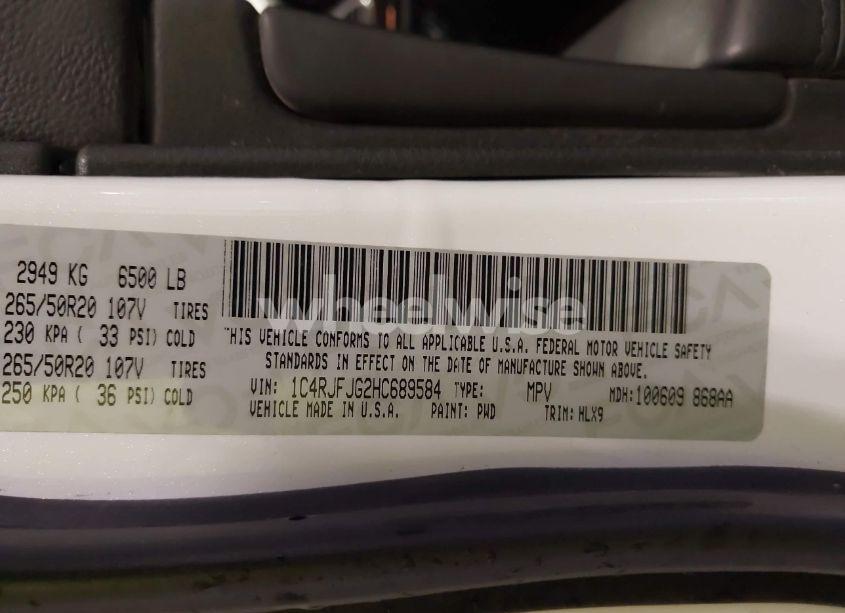 2949 KG 6500 LB
265/50R20 107V TIRES
230 KPA ( 33 PSI) COLD
265/50R20 107V TIRES
250 KPA ( 36 PSI) COLD
wheelwise
THIS VEHICLE CONFORMS TO ALL APPLICABLE U.S.A. FEDERAL MOTOR VEHICLE SAFETY
STANDARDS IN EFFECT ON THE DATE OF MANUFACTURE SHOWN ABOVE.
VIN: 1C4RJFJG2HC689584 TYPE: MPV MDH:100609 868AA
VEHICLE MADE IN U.S.A. PAINT: PWD TRIM: HLX9